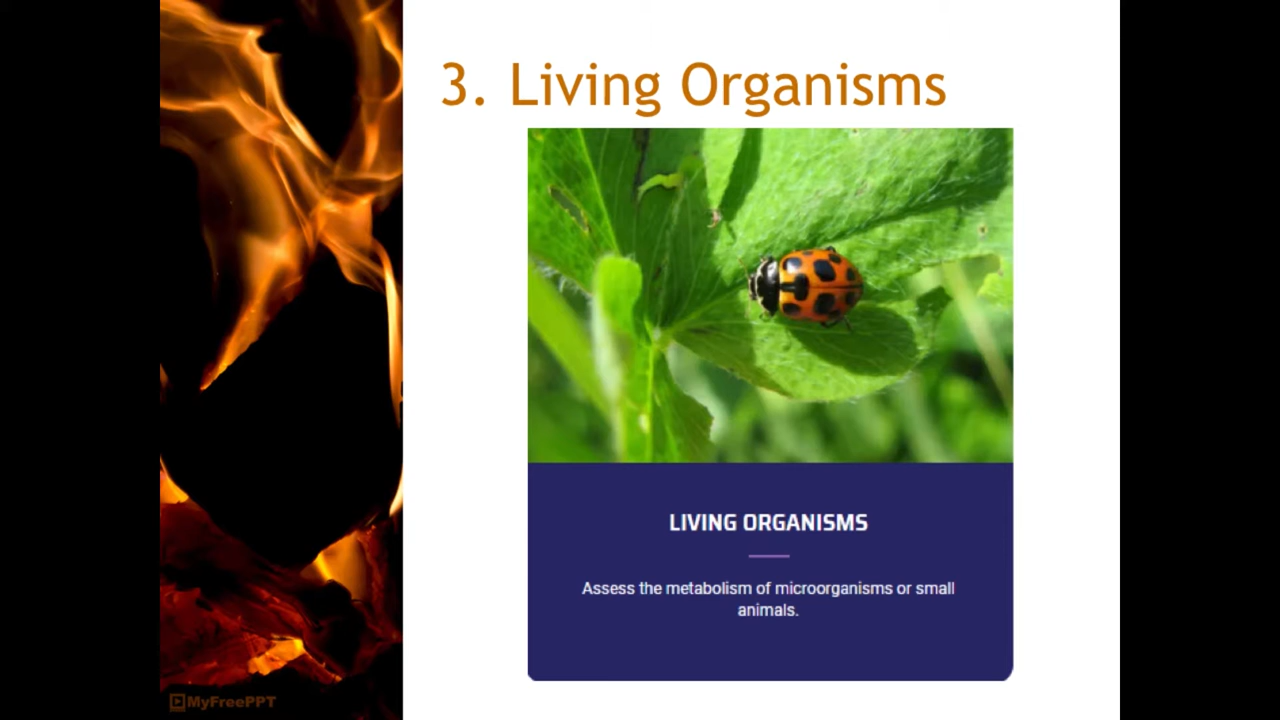 3. Living Organisms
LIVING ORGANISMS
Assess the metabolism of microorganisms or small
animals.
MyFreePPT